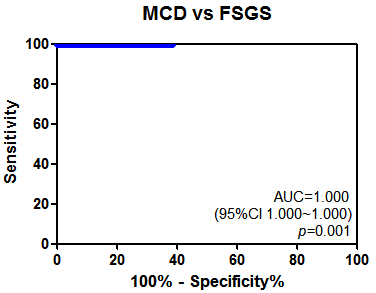 MCD vs FSGS
Sensitivity
100
80
60
40
20
0
AUC=1.000
(95%CI 1.000~1.000)
p=0.001
0 20 40 60 80 100
100% - Specificity%